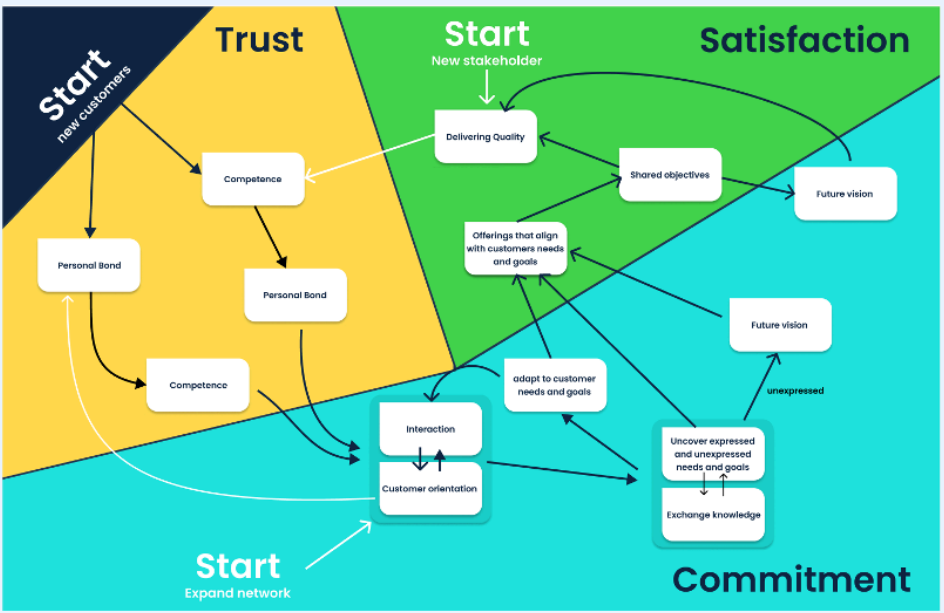 Start
new customers
Trust
Start
New stakeholder
Satisfaction
Delivering Quality
Competence
Shared objectives
Future vision
Offerings that align
with customers needs
and goals
Personal Bond
Personal Bond
Future vision
Competence
adapt to customer
needs and goals
unexpressed
Interaction
Customer orientation
Uncover expressed
and unexpressed
needs and goals
Exchange knowledge
Start
Expand network
Commitment